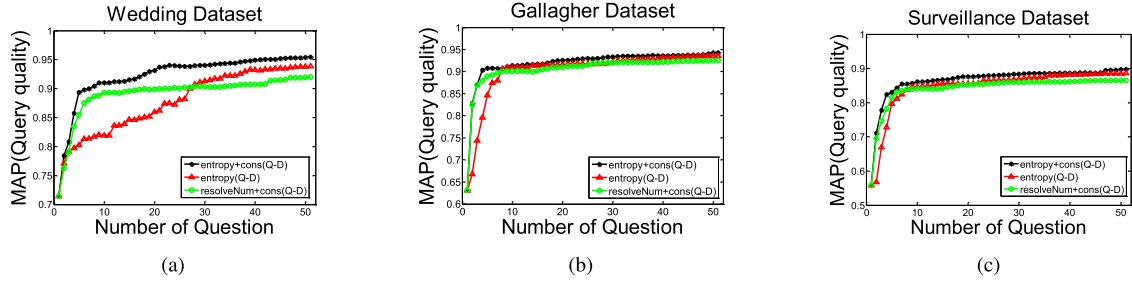 Wedding Dataset
MAP(Query quality)
1
0.95
0.9
0.85
0.8
0.75
0.7
0 10 20 30 40 50
entropy+cons(Q-D)
entropy(Q-D)
resolveNum+cons(Q-D)
Number of Question
(a)
Gallagher Dataset
MAP(Query quality)
1
0.95
0.9
0.85
0.8
0.75
0.7
0.65
0.6
0 10 20 30 40 50
entropy+cons(Q-D)
entropy(Q-D)
resolveNum+cons(Q-D)
Number of Question
(b)
Surveillance Dataset
MAP(Query quality)
1
0.9
0.8
0.7
0.6
0.5
0 10 20 30 40 50
entropy+cons(Q-D)
entropy(Q-D)
resolveNum+cons(Q-D)
Number of Question
(c)